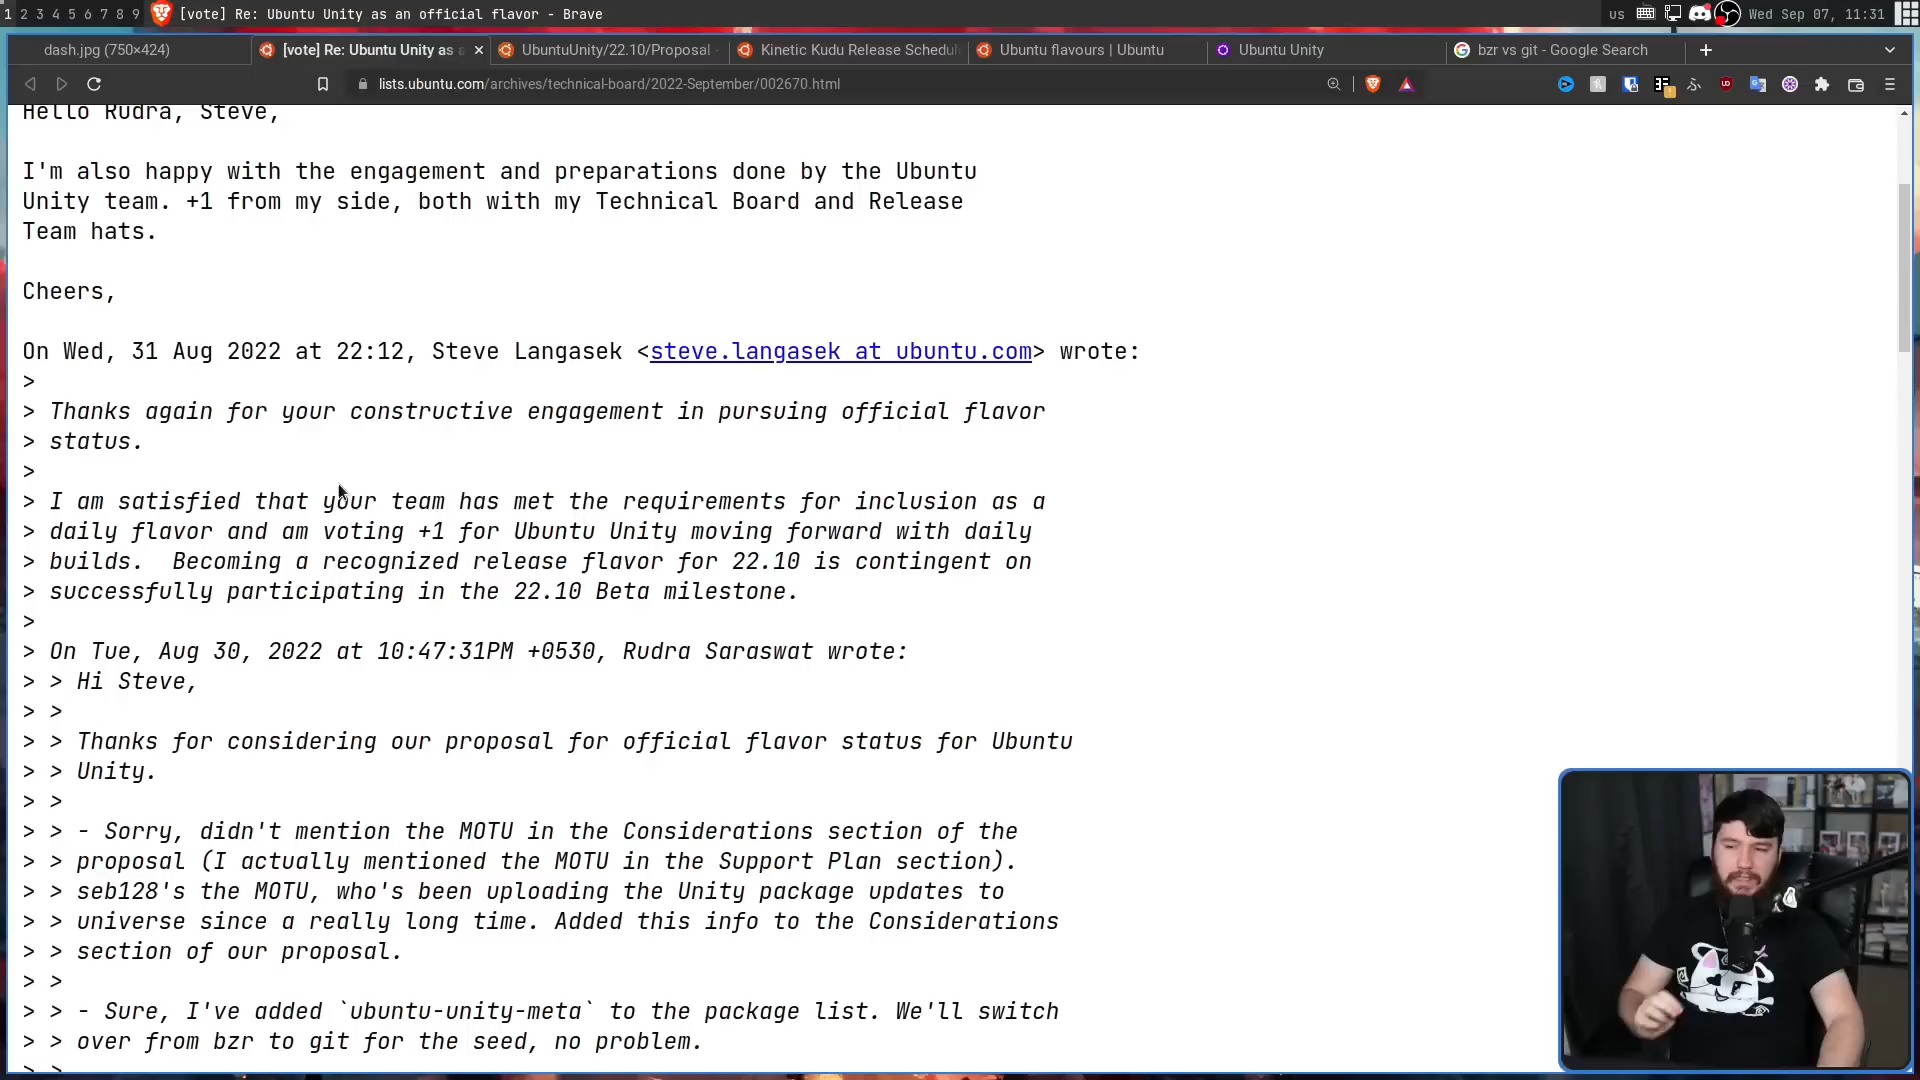 1 2 3 4 5 6 7 8 9 [vote] Re: Ubuntu Unity as an official flavor - Brave us Wed Sep 07, 11:31
dash.jpg (750×424) [vote] Re: Ubuntu Unity as UbuntuUnity/22.10/Proposal - Kinetic Kudu Release Schedul Ubuntu flavours | Ubuntu Ubuntu Unity bzr vs git - Google Search
lists.ubuntu.com/archives/technical-board/2022-September/002670.html
Hello Rudra, Steve,
I'm also happy with the engagement and preparations done by the Ubuntu
Unity team. +1 from my side, both with my Technical Board and Release
Team hats.
Cheers,
On Wed, 31 Aug 2022 at 22:12, Steve Langasek <steve.langasek at ubuntu.com> wrote:
>
> Thanks again for your constructive engagement in pursuing official flavor
> status.
>
> I am satisfied that your team has met the requirements for inclusion as a
> daily flavor and am voting +1 for Ubuntu Unity moving forward with daily
> builds.  Becoming a recognized release flavor for 22.10 is contingent on
> successfully participating in the 22.10 Beta milestone.
>
> On Tue, Aug 30, 2022 at 10:47:31PM +0530, Rudra Saraswat wrote:
> > Hi Steve,
> >
> > Thanks for considering our proposal for official flavor status for Ubuntu
> > Unity.
> >
> > - Sorry, didn't mention the MOTU in the Considerations section of the
> > proposal (I actually mentioned the MOTU in the Support Plan section).
> > seb128's the MOTU, who's been uploading the Unity package updates to
> > universe since a really long time. Added this info to the Considerations
> > section of our proposal.
> >
> > - Sure, I've added `ubuntu-unity-meta` to the package list. We'll switch
> > over from bzr to git for the seed, no problem.
> >